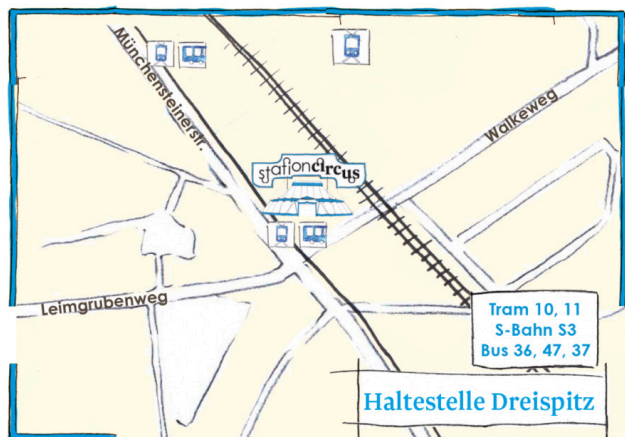 Münchensteinerstr.
Walkeweg
stationcircus
Leimgrubenweg
Tram 10, 11
S-Bahn S3
Bus 36, 47, 37
Haltestelle Dreispitz